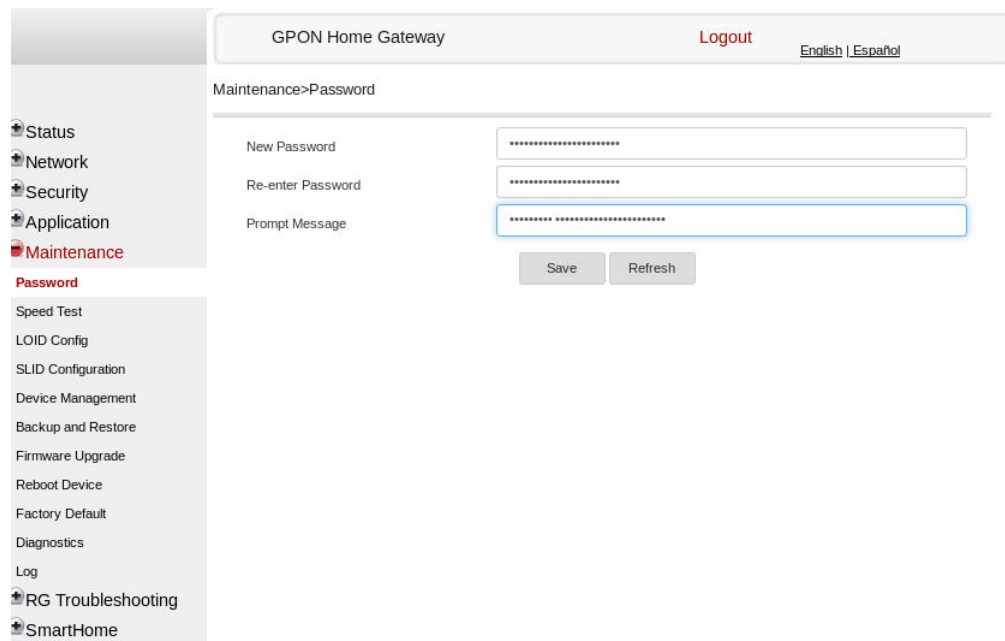 GPON Home Gateway
Logout
English | Español
Maintenance>Password
Status
Network
Security
Application
Maintenance
Password
Speed Test
LOID Config
SLID Configuration
Device Management
Backup and Restore
Firmware Upgrade
Reboot Device
Factory Default
Diagnostics
Log
RG Troubleshooting
SmartHome
New Password
Re-enter Password
Prompt Message
Save
Refresh